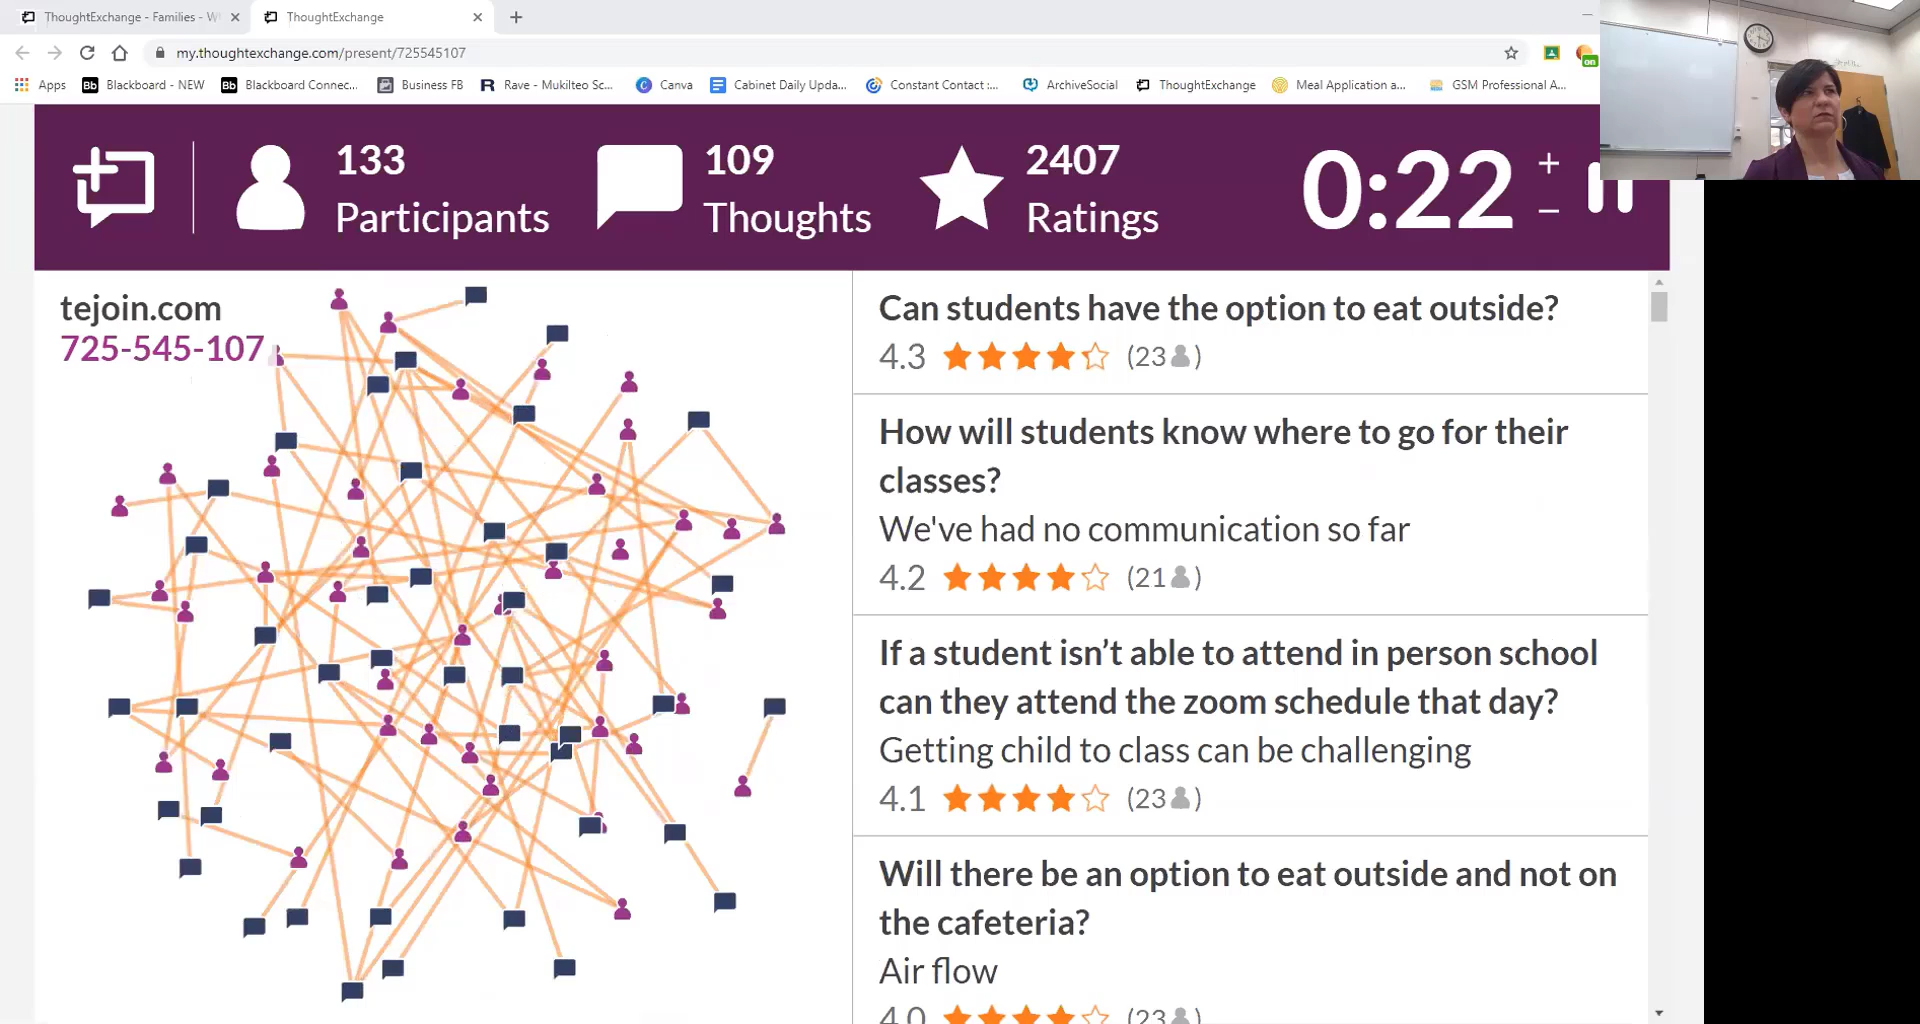 ThoughtExchange - Families - W
ThoughtExchange
my.thoughtexchange.com/present/725545107
Apps
Bb Blackboard - NEW
Bb Blackboard Connec...
Business FB
R Rave - Mukilteo Sc...
C Canva
Cabinet Daily Upda...
Constant Contact :...
ArchiveSocial
ThoughtExchange
Meal Application a...
GSM Professional A...
on
133
Participants
109
Thoughts
2407
Ratings
0:22
+
−
tejoin.com
725-545-107
Can students have the option to eat outside?
4.3 (23)
How will students know where to go for their
classes?
We've had no communication so far
4.2 (21)
If a student isn’t able to attend in person school
can they attend the zoom schedule that day?
Getting child to class can be challenging
4.1 (23)
Will there be an option to eat outside and not on
the cafeteria?
Air flow
4.0 (23)